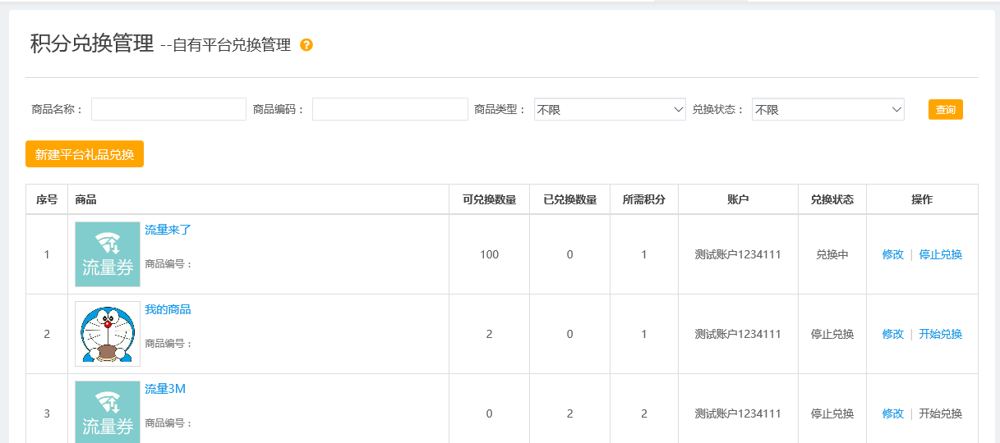 积分兑换管理 --自有平台兑换管理 ?
商品名称： 商品编码： 商品类型： 不限 兑换状态： 不限 查询
新建平台礼品兑换
序号 商品 可兑换数量 已兑换数量 所需积分 账户 兑换状态 操作
流量来了
1 100 0 1 测试账户1234111 兑换中 修改 | 停止兑换
流量券 商品编号：
我的商品
2 2 0 1 测试账户1234111 停止兑换 修改 | 开始兑换
商品编号：
流量3M
3 0 2 2 测试账户1234111 停止兑换 修改 | 开始兑换
流量券 商品编号：